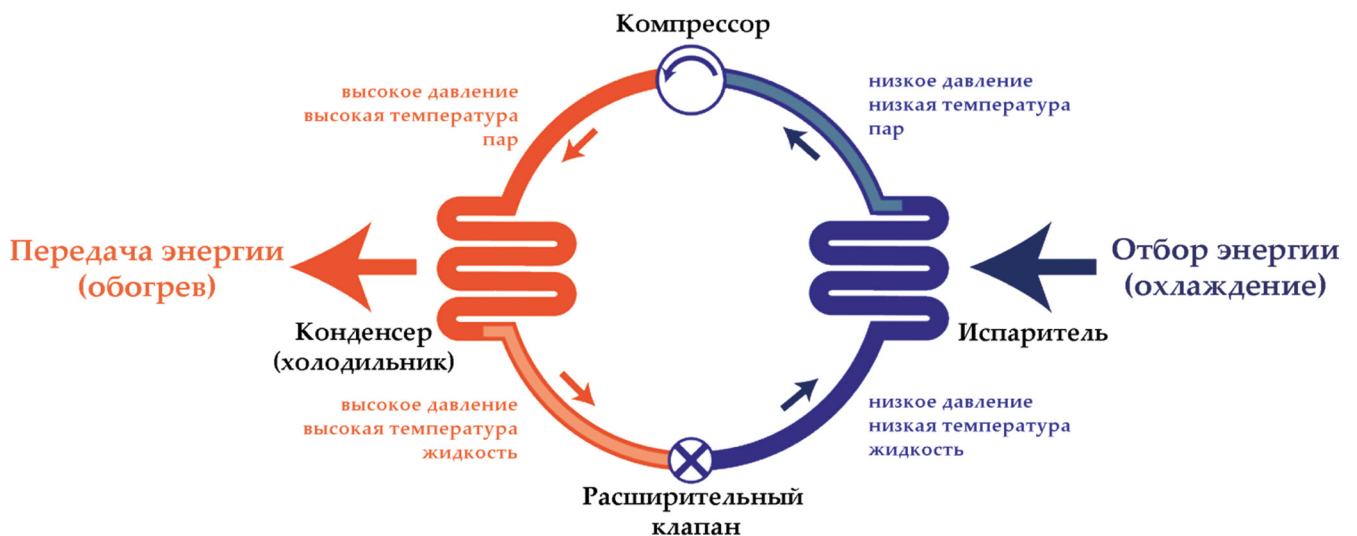 Компрессор
высокое давление
высокая температура
пар
низкое давление
низкая температура
пар
Передача энергии
(обогрев)
Отбор энергии
(охлаждение)
Конденсер
(холодильник)
Испаритель
высокое давление
высокая температура
жидкость
низкое давление
низкая температура
жидкость
Расширительный
клапан